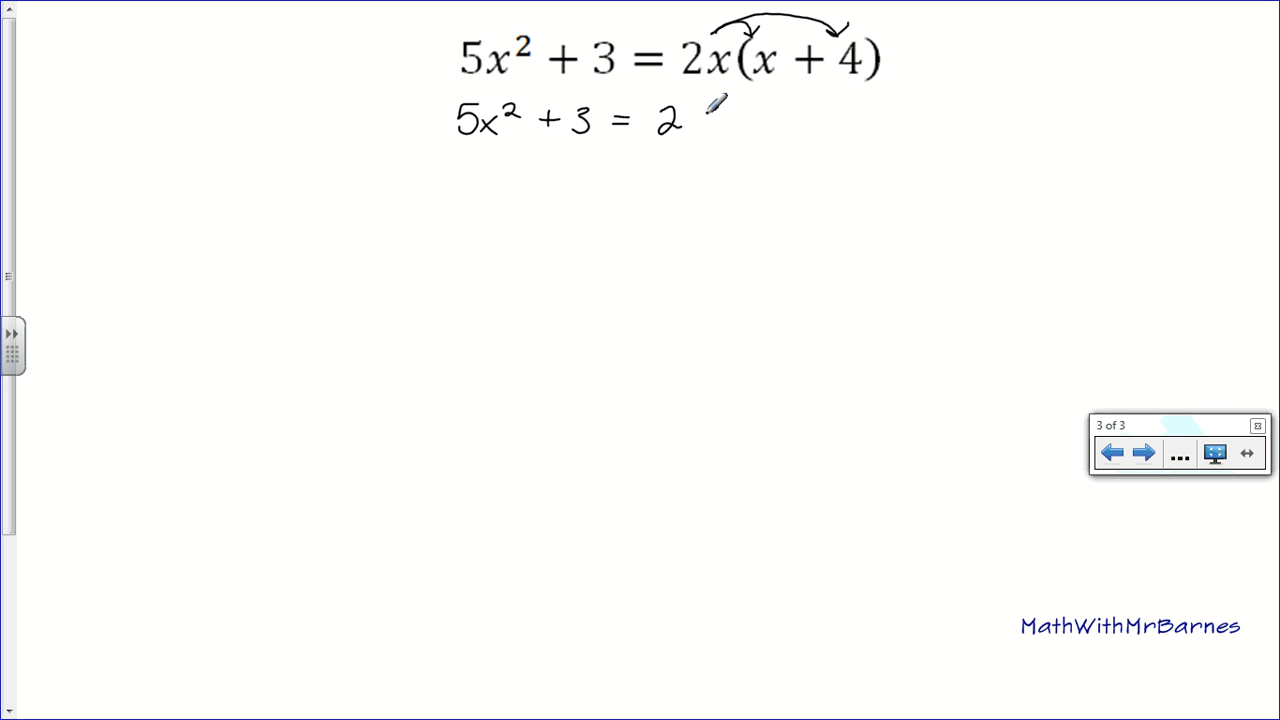 5x² + 3 = 2x(x + 4)
5x² + 3 = 2
3 of 3
...
MathWithMrBarnes